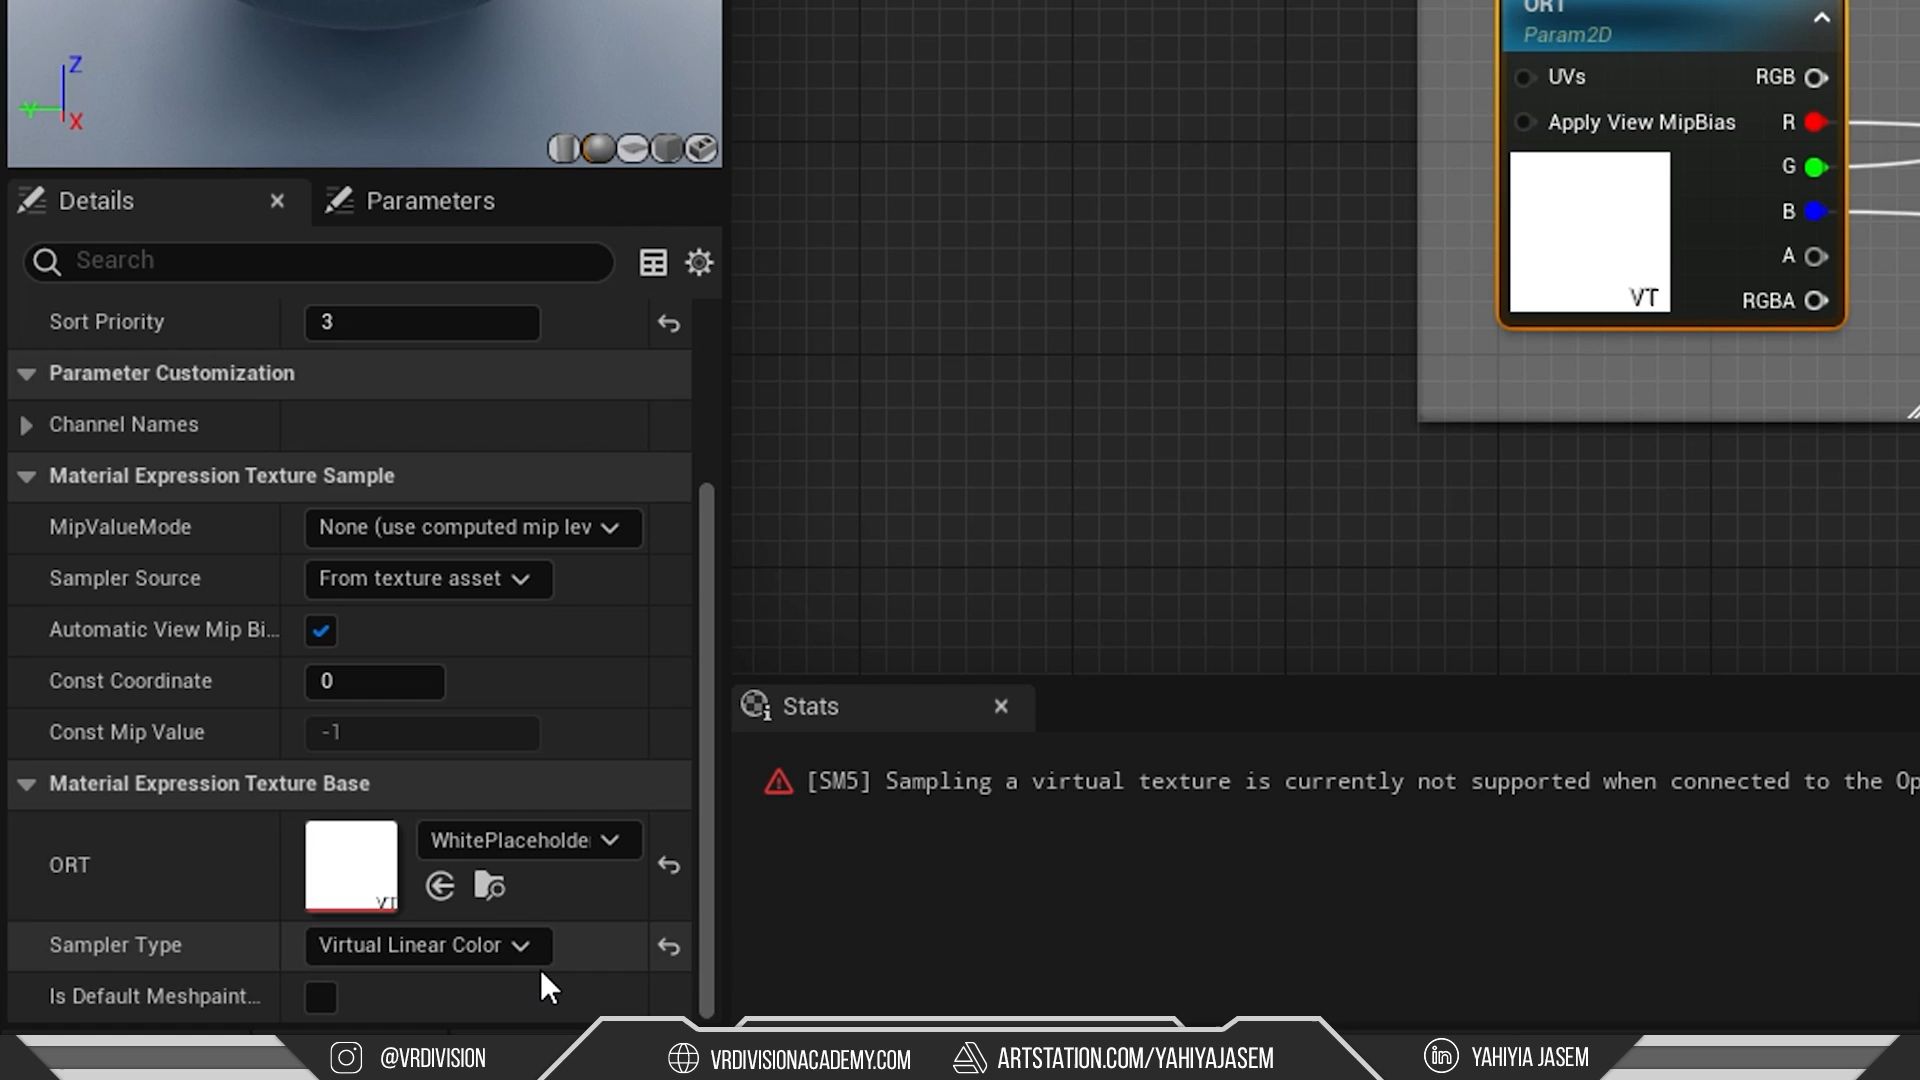 ORT
Param2D
UVs
RGB
Apply View MipBias
R
G
B
A
RGBA
VT
Z
Y
X
Details
Parameters
Search
Sort Priority
3
Parameter Customization
Channel Names
Material Expression Texture Sample
MipValueMode
None (use computed mip lev
Sampler Source
From texture asset
Automatic View Mip Bi...
Const Coordinate
0
Const Mip Value
-1
Material Expression Texture Base
ORT
WhitePlaceholde
VT
Sampler Type
Virtual Linear Color
Is Default Meshpaint...
Stats
[SM5] Sampling a virtual texture is currently not supported when connected to the Op
@VRDIVISION
VRDIVISIONACADEMY.COM
ARTSTATION.COM/YAHIYAJASEM
in
YAHIYIA JASEM